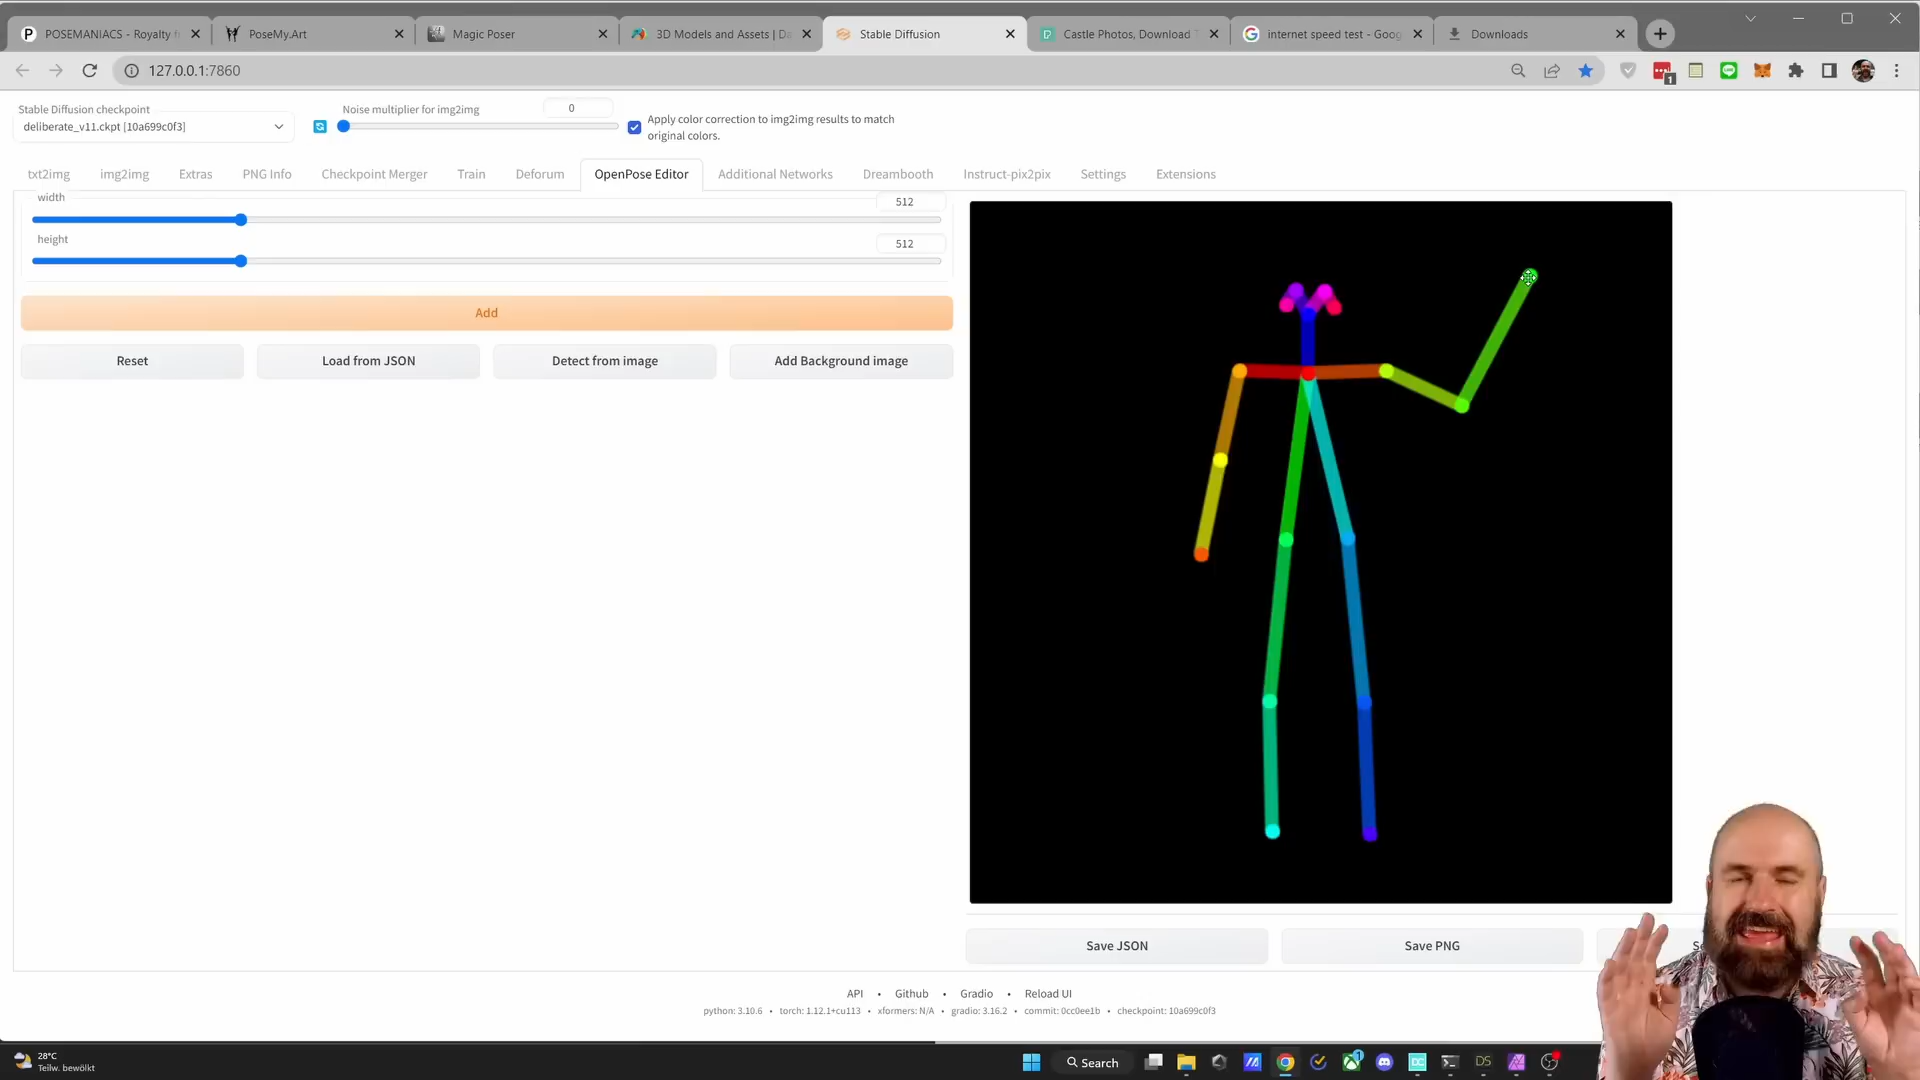 POSEMANIACS - Royalty f
PoseMy.Art
Magic Poser
3D Models and Assets | Da
Stable Diffusion
Castle Photos, Download
internet speed test - Goog
Downloads
127.0.0.1:7860
Stable Diffusion checkpoint
deliberate_v11.ckpt [10a699c0f3]
Noise multiplier for img2img
0
Apply color correction to img2img results to match
original colors.
txt2img
img2img
Extras
PNG Info
Checkpoint Merger
Train
Deforum
OpenPose Editor
Additional Networks
Dreambooth
Instruct-pix2pix
Settings
Extensions
width
512
height
512
Add
Reset
Load from JSON
Detect from image
Add Background image
Save JSON
Save PNG
API • Github • Gradio • Reload UI
python: 3.10.6 • torch: 1.12.1+cu113 • xformers: N/A • gradio: 3.16.2 • commit: 0cc0ee1b • checkpoint: 10a699c0f3
28°C
Teilw. bewölkt
Search